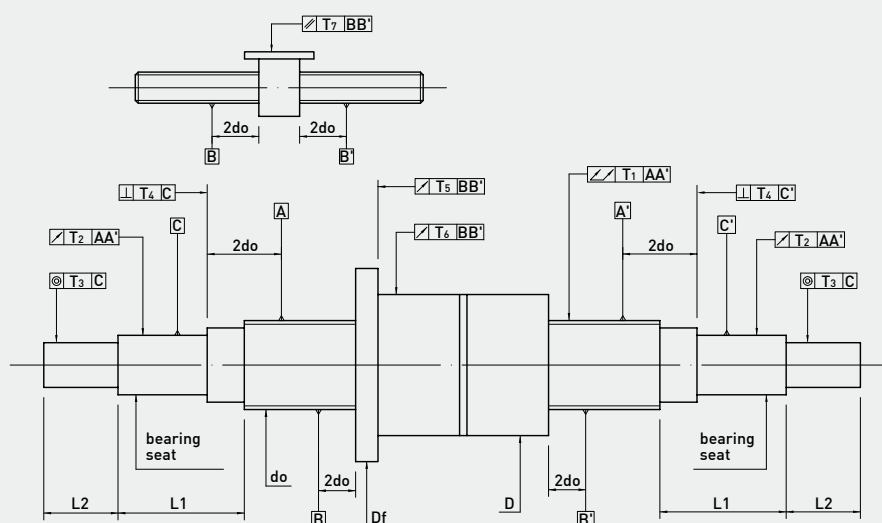 ⫽ T7 BB'
2do 2do
B B'
⊥ T4 C
↗ T5 BB'
⌰ T1 AA'
⊥ T4 C'
A
A'
C
C'
↗ T2 AA'
2do
↗ T6 BB'
2do
↗ T2 AA'
◎ T3 C
◎ T3 C
bearing
seat
bearing
seat
L2
L1
do
2do
D
2do
L1
L2
B
Df
B'